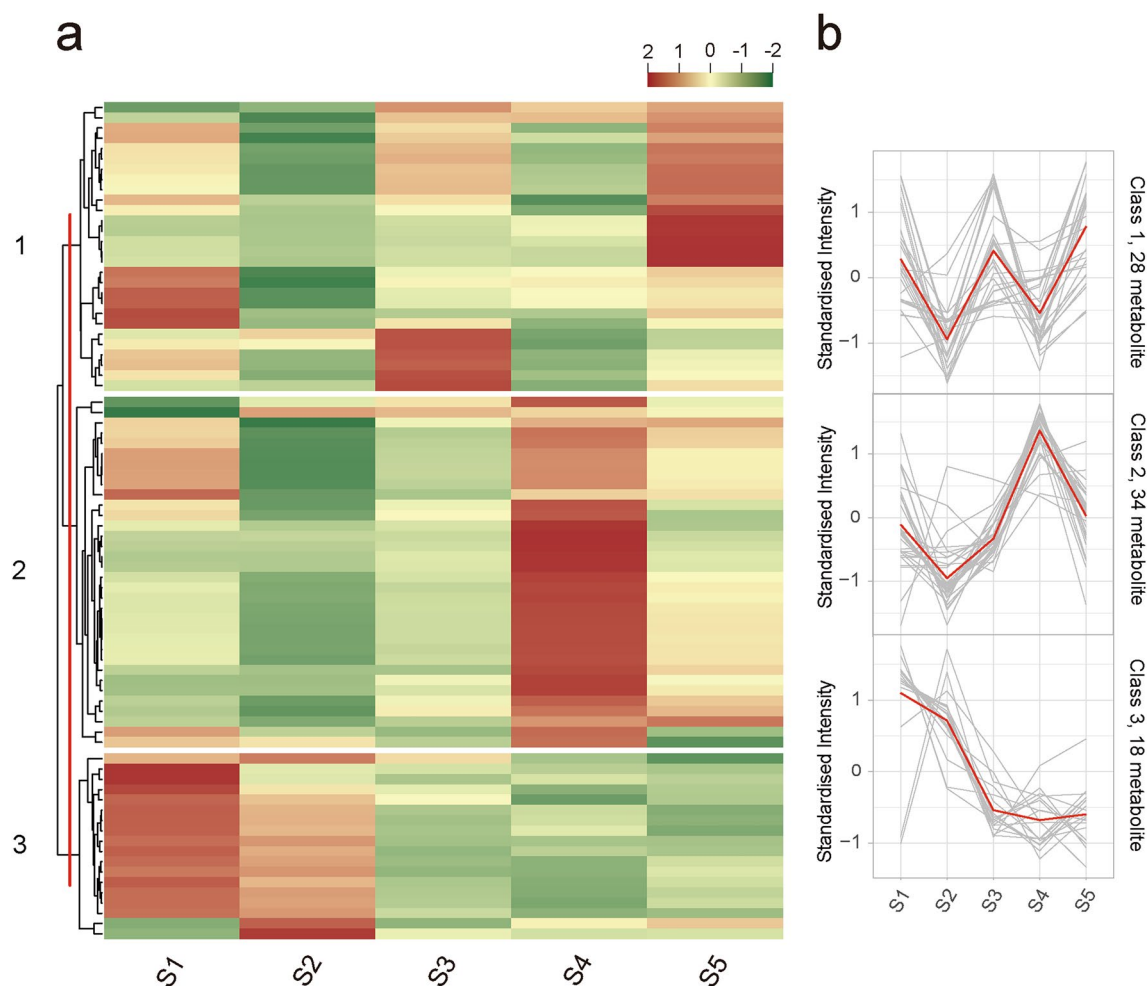 a
b
2 1 0 -1 -2
1
2
3
S1 S2 S3 S4 S5
Standardised Intensity
1
0
−1
Class 1, 28 metabolite
Standardised Intensity
1
0
−1
Class 2, 34 metabolite
Standardised Intensity
1
0
−1
Class 3, 18 metabolite
S1 S2 S3 S4 S5